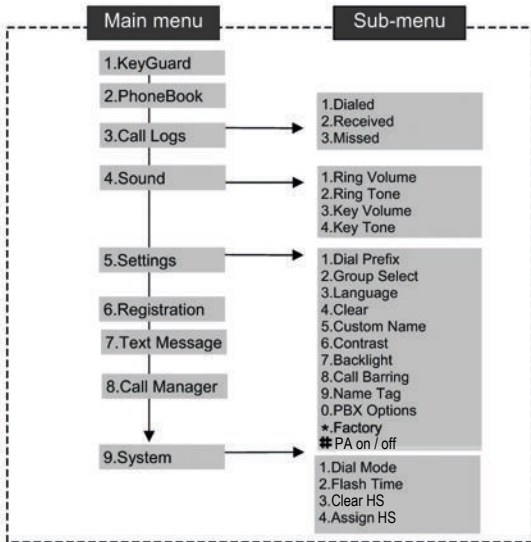 Main menu
Sub-menu
1.KeyGuard
2.PhoneBook
3.Call Logs
1.Dialed
2.Received
3.Missed
4.Sound
1.Ring Volume
2.Ring Tone
3.Key Volume
4.Key Tone
5.Settings
1.Dial Prefix
2.Group Select
3.Language
4.Clear
5.Custom Name
6.Contrast
7.Backlight
8.Call Barring
9.Name Tag
0.PBX Options
*.Factory
# PA on / off
6.Registration
7.Text Message
8.Call Manager
9.System
1.Dial Mode
2.Flash Time
3.Clear HS
4.Assign HS